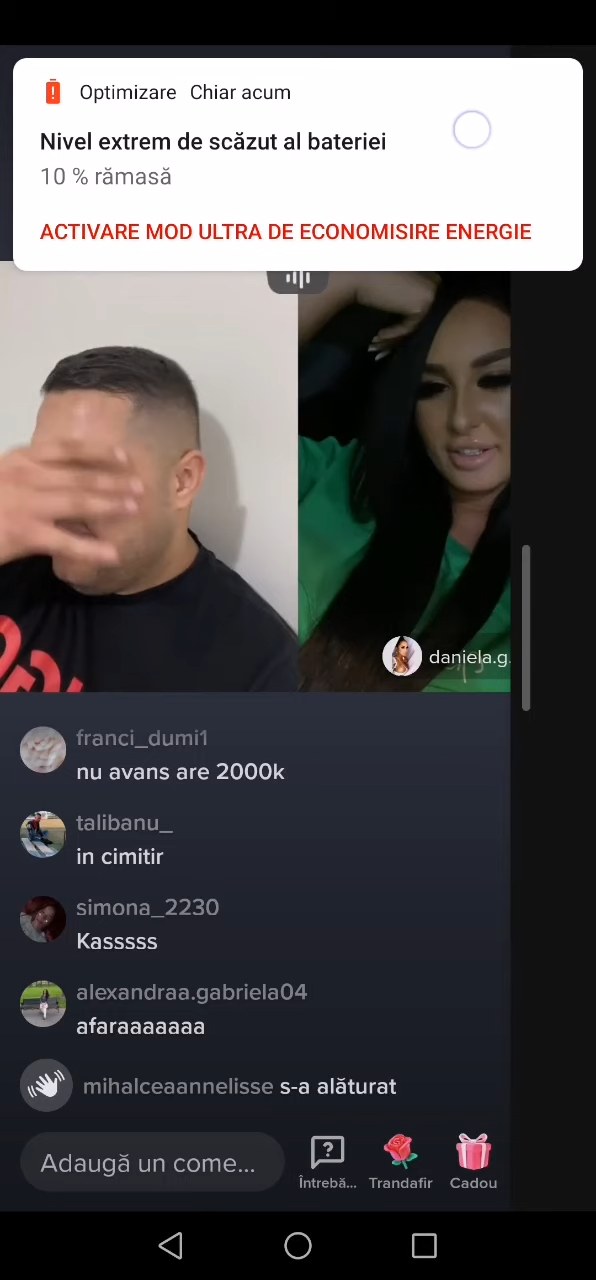 Optimizare Chiar acum
Nivel extrem de scăzut al bateriei
10 % rămasă
ACTIVARE MOD ULTRA DE ECONOMISIRE ENERGIE
daniela.g.
franci_dumi1
nu avans are 2000k
talibanu_
in cimitir
simona_2230
Kasssss
alexandraa.gabriela04
afaraaaaaaa
mihalceaannelisse s-a alăturat
Adaugă un come...
Întrebă...
Trandafir
Cadou